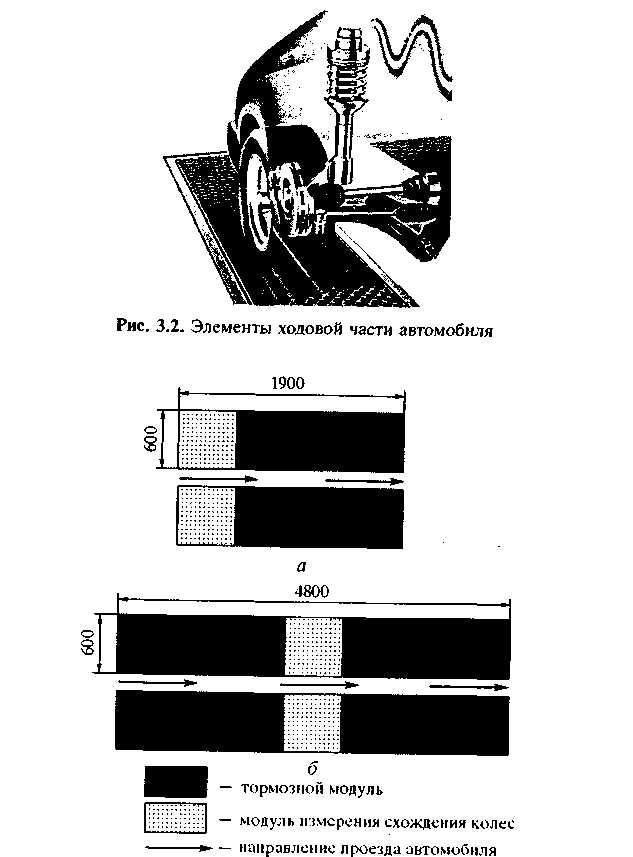 Рис. 3.2. Элементы ходовой части автомобиля
1900
600
а
4800
600
б
– тормозной модуль
– модуль измерения схождения колес
– направление проезда автомобиля